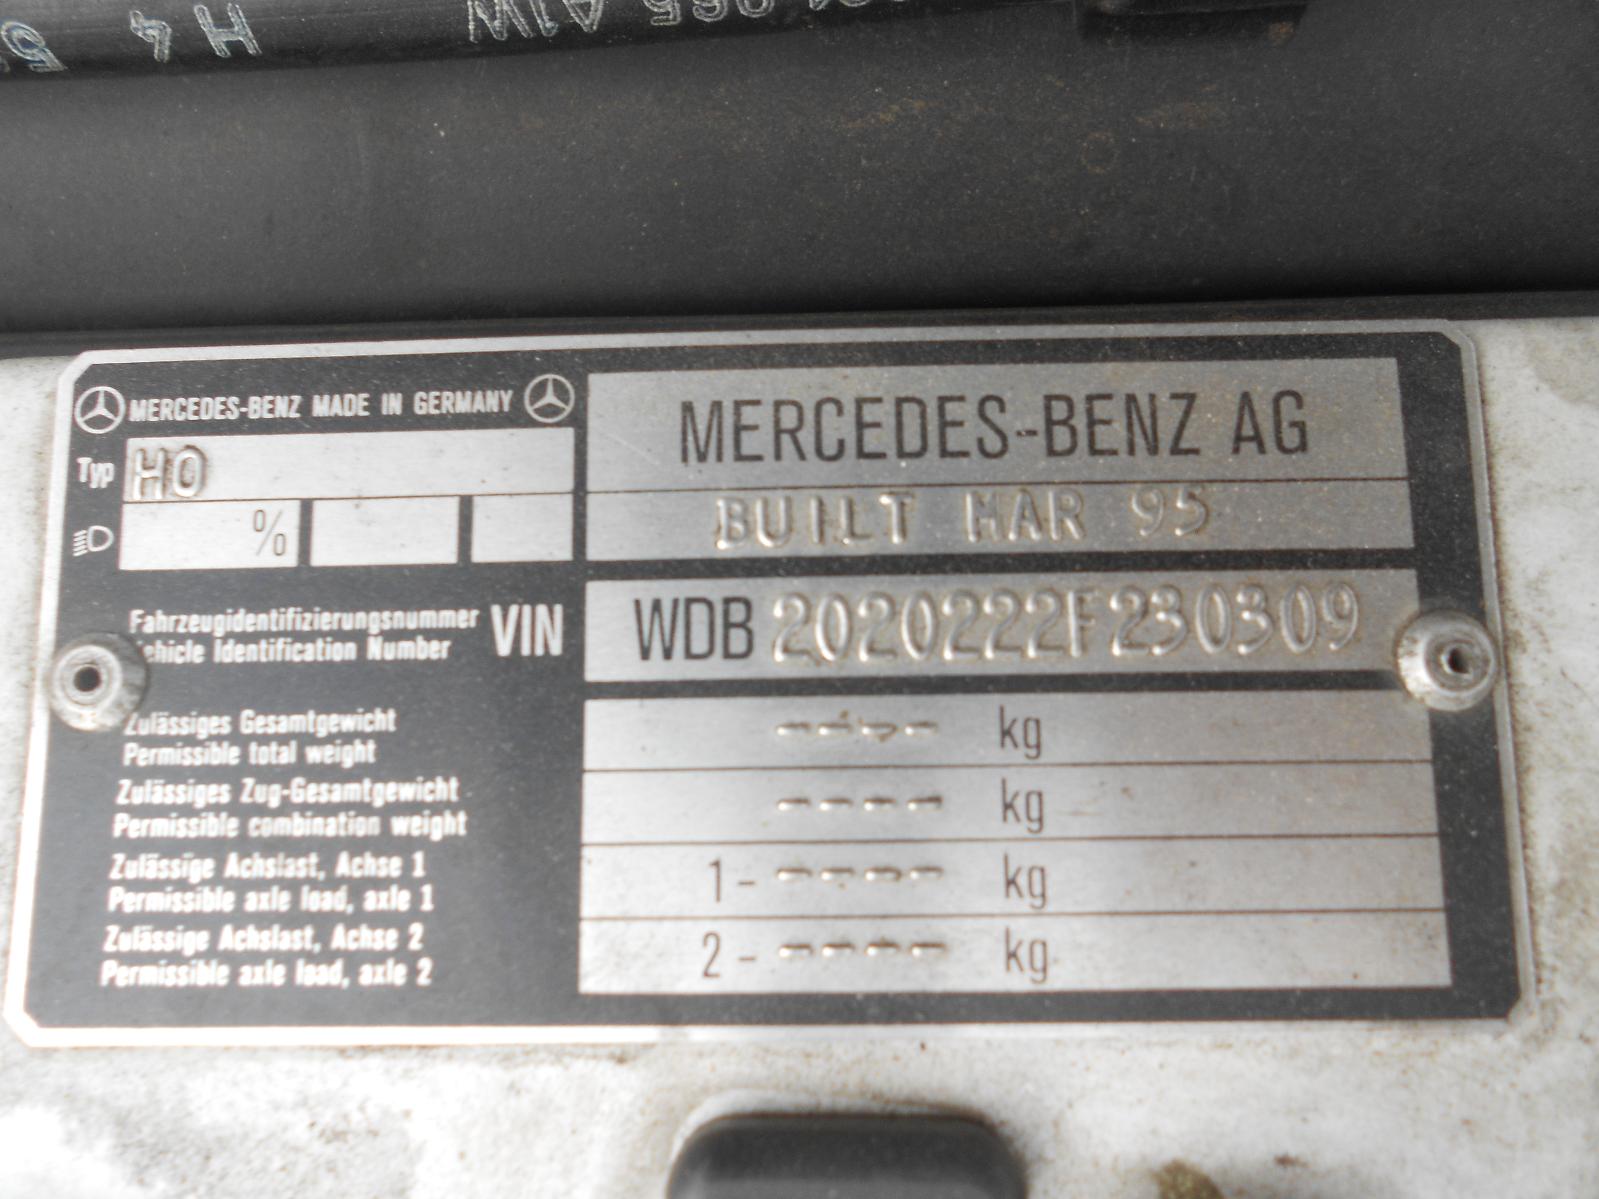 H 4
MERCEDES-BENZ MADE IN GERMANY
MERCEDES-BENZ AG
Typ HO
%
BUILT MAR 95
Fahrzeugidentifizierungsnummer
Vehicle Identification Number
VIN
WDB 2020222F230309
Zulässiges Gesamtgewicht
Permissible total weight
---- kg
Zulässiges Zug-Gesamtgewicht
Permissible combination weight
---- kg
Zulässige Achslast, Achse 1
Permissible axle load, axle 1
1- ---- kg
Zulässige Achslast, Achse 2
Permissible axle load, axle 2
2- ---- kg